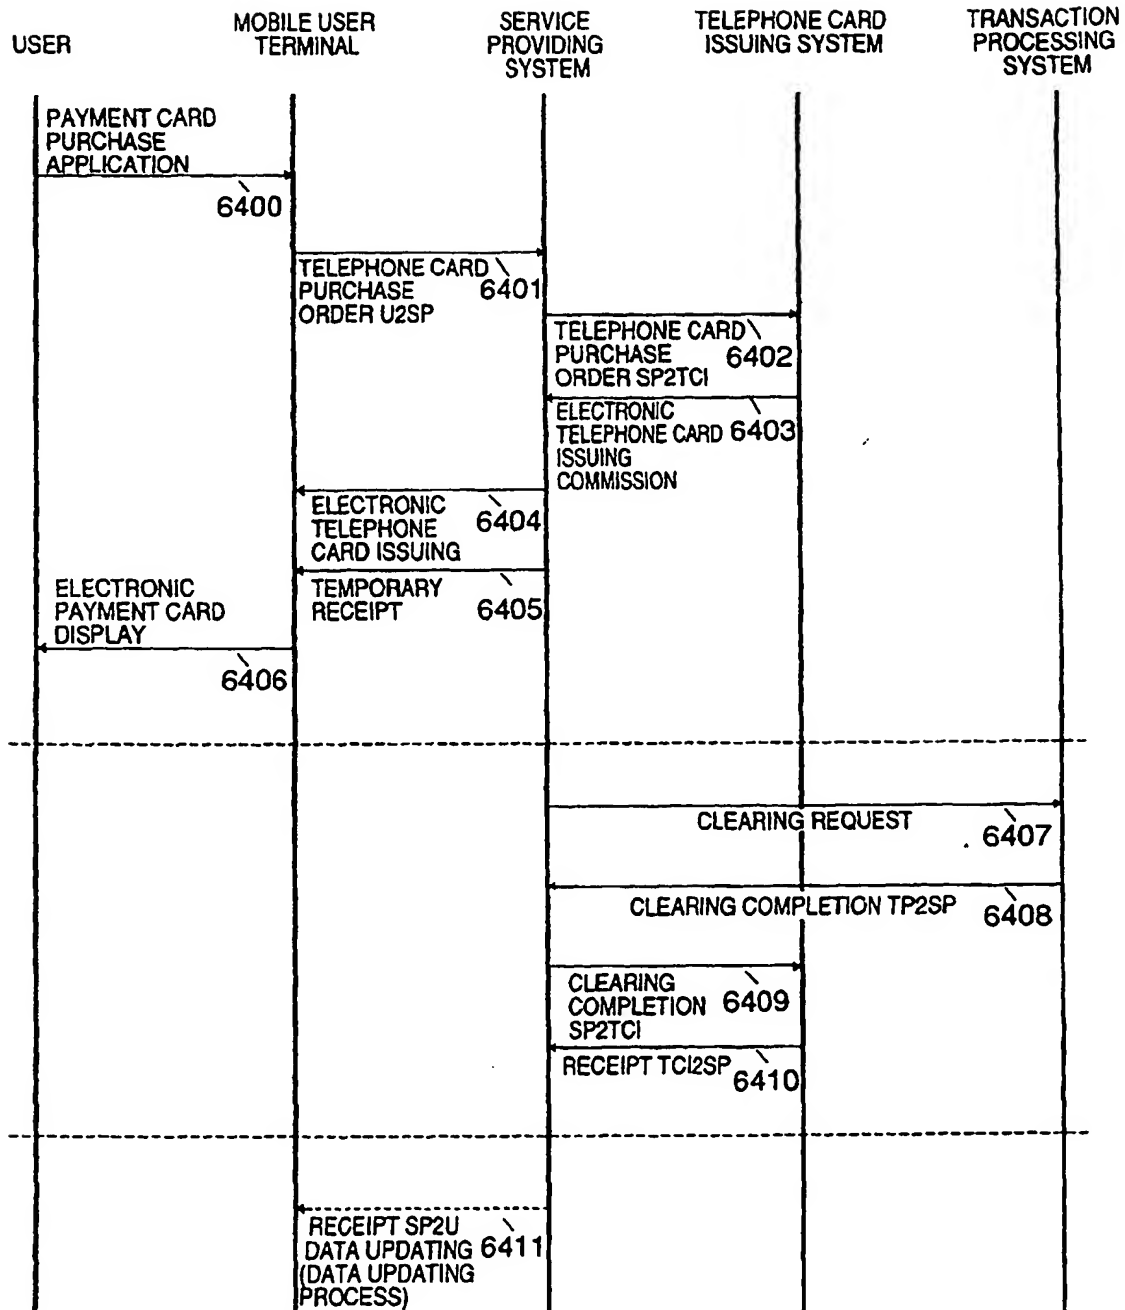 USER
MOBILE USER
TERMINAL
SERVICE
PROVIDING
SYSTEM
TELEPHONE CARD
ISSUING SYSTEM
TRANSACTION
PROCESSING
SYSTEM
PAYMENT CARD
PURCHASE
APPLICATION
6400
TELEPHONE CARD
PURCHASE
ORDER U2SP
6401
TELEPHONE CARD
PURCHASE
ORDER SP2TCI
6402
ELECTRONIC
TELEPHONE CARD
ISSUING
COMMISSION
6403
ELECTRONIC
TELEPHONE
CARD ISSUING
6404
TEMPORARY
RECEIPT
6405
ELECTRONIC
PAYMENT CARD
DISPLAY
6406
CLEARING REQUEST
6407
CLEARING COMPLETION TP2SP
6408
CLEARING
COMPLETION
SP2TCI
6409
RECEIPT TCI2SP
6410
RECEIPT SP2U
DATA UPDATING
(DATA UPDATING
PROCESS)
6411